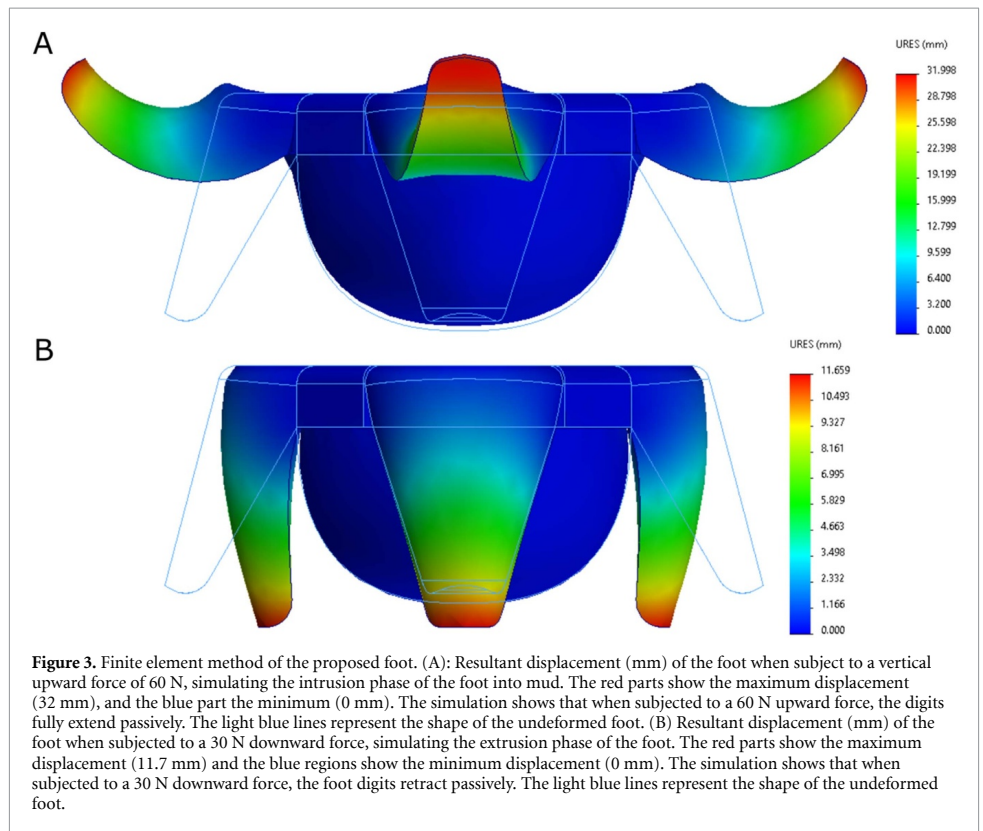 A
URES (mm)
31.998
28.798
25.598
22.398
19.199
15.999
12.799
9.599
6.400
3.200
0.000
B
URES (mm)
11.659
10.493
9.327
8.161
6.995
5.829
4.663
3.498
2.332
1.166
0.000
Figure 3. Finite element method of the proposed foot. (A): Resultant displacement (mm) of the foot when subject to a vertical
upward force of 60 N, simulating the intrusion phase of the foot into mud. The red parts show the maximum displacement
(32 mm), and the blue part the minimum (0 mm). The simulation shows that when subjected to a 60 N upward force, the digits
fully extend passively. The light blue lines represent the shape of the undeformed foot. (B) Resultant displacement (mm) of the
foot when subjected to a 30 N downward force, simulating the extrusion phase of the foot. The red parts show the maximum
displacement (11.7 mm) and the blue regions show the minimum displacement (0 mm). The simulation shows that when
subjected to a 30 N downward force, the foot digits retract passively. The light blue lines represent the shape of the undeformed
foot.